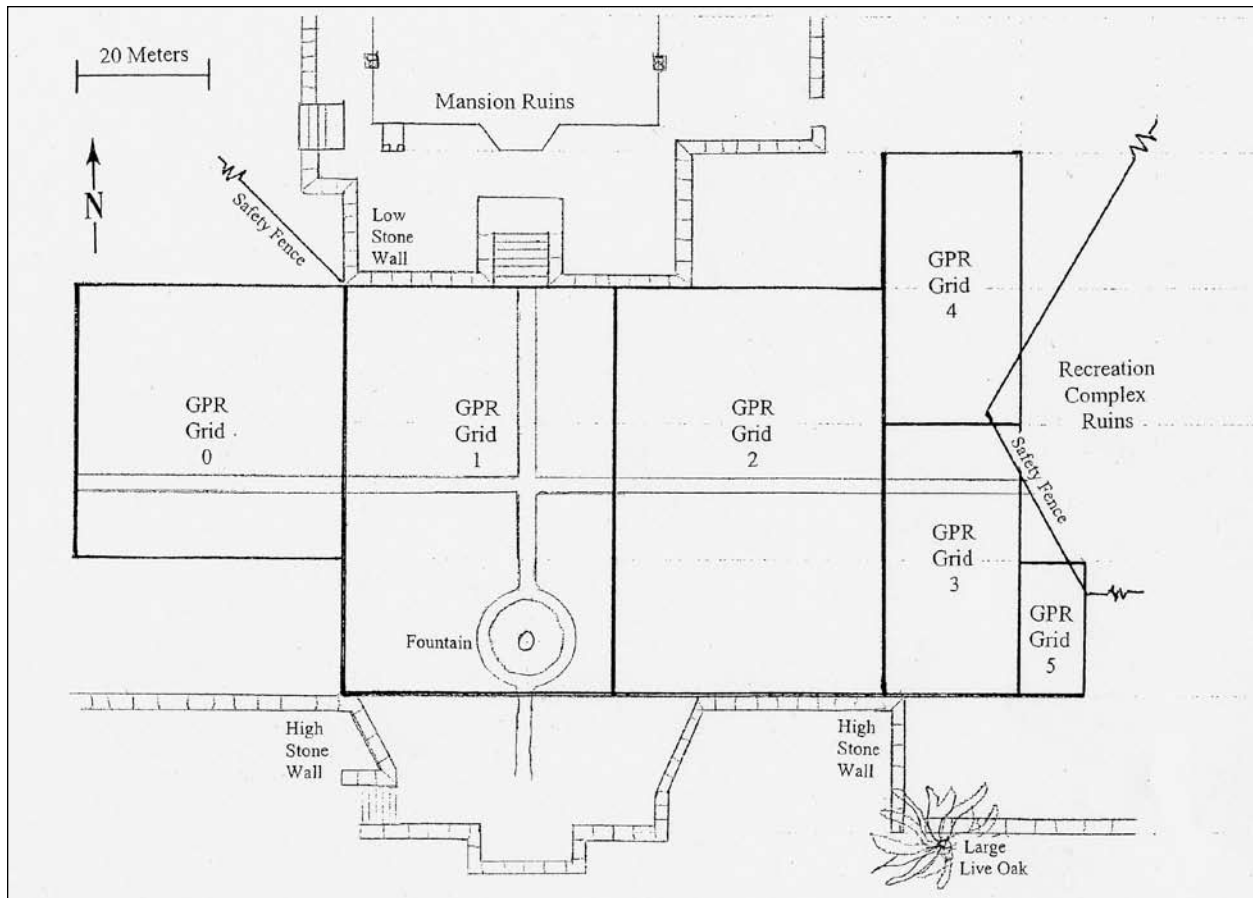 20 Meters
Mansion Ruins
N
Safety Fence
Low
Stone
Wall
GPR
Grid
4
Recreation
Complex
Ruins
GPR
Grid
0
GPR
Grid
1
GPR
Grid
2
Safety Fence
GPR
Grid
3
Fountain
GPR
Grid
5
High
Stone
Wall
High
Stone
Wall
Large
Live Oak